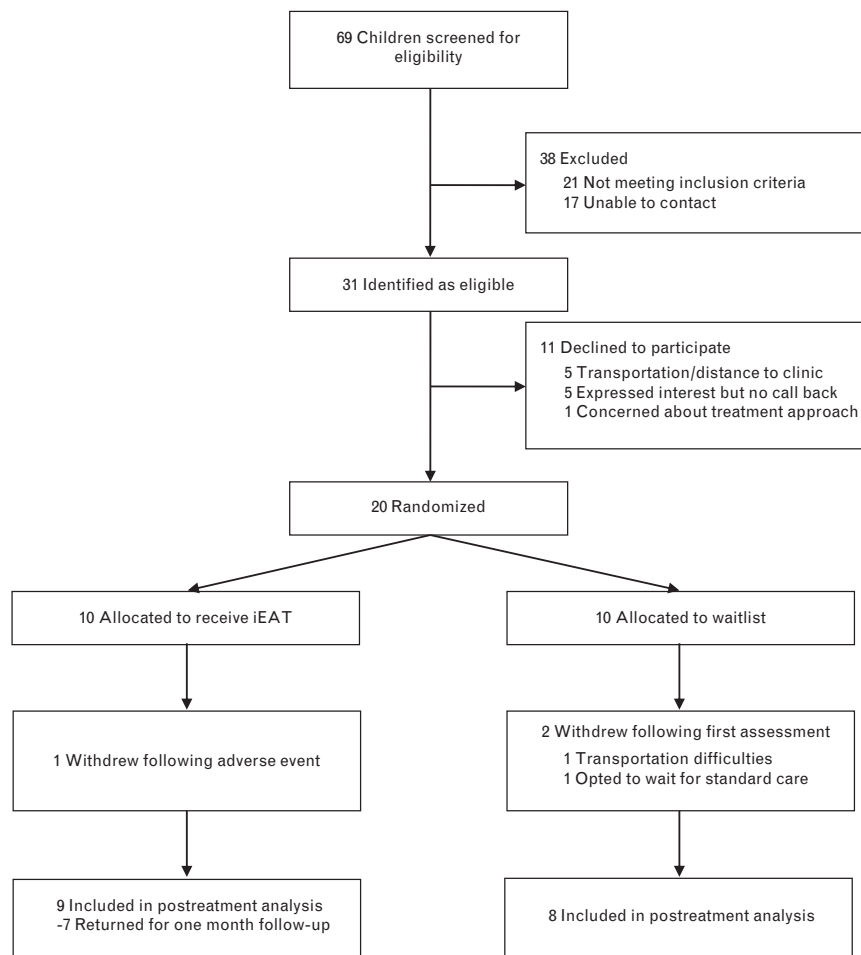 69 Children screened for
eligibility
38 Excluded
21 Not meeting inclusion criteria
17 Unable to contact
31 Identified as eligible
11 Declined to participate
5 Transportation/distance to clinic
5 Expressed interest but no call back
1 Concerned about treatment approach
20 Randomized
10 Allocated to receive iEAT
10 Allocated to waitlist
1 Withdrew following adverse event
2 Withdrew following first assessment
1 Transportation difficulties
1 Opted to wait for standard care
9 Included in postreatment analysis
-7 Returned for one month follow-up
8 Included in postreatment analysis